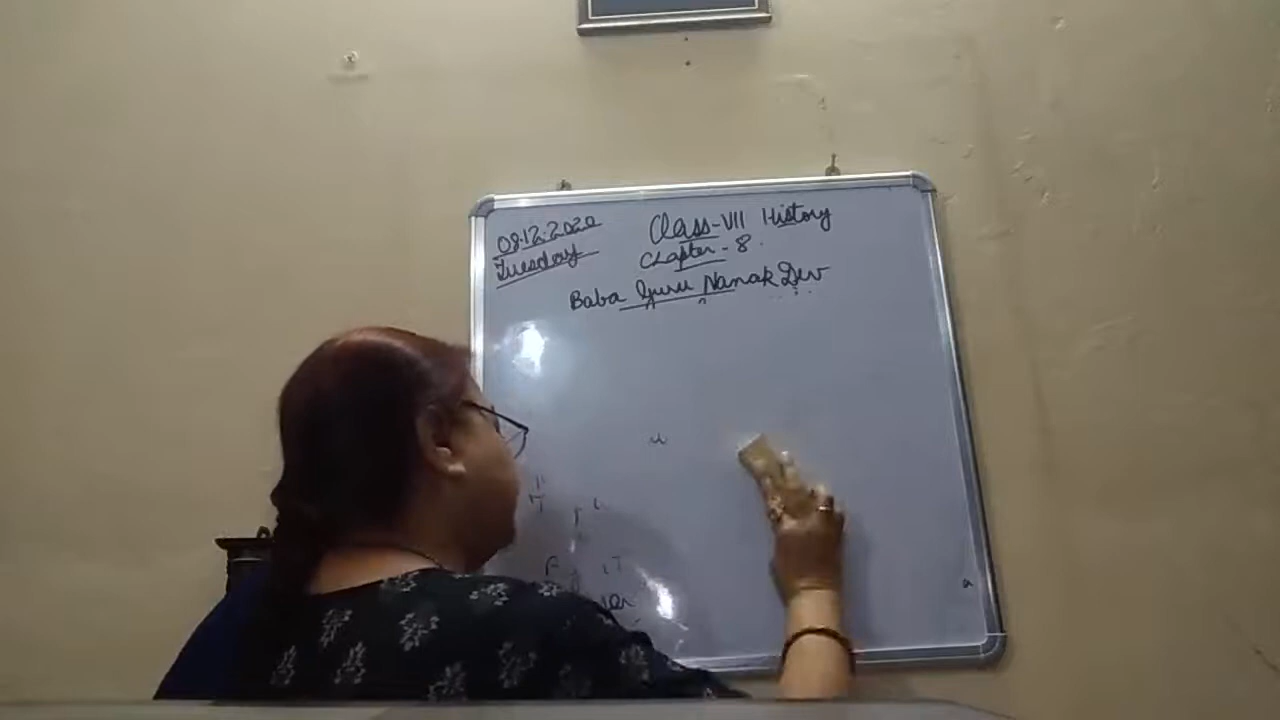 08.12.2020
Tuesday
Class-VII History
Chapter - 8.
Baba Guru Nanak Dev